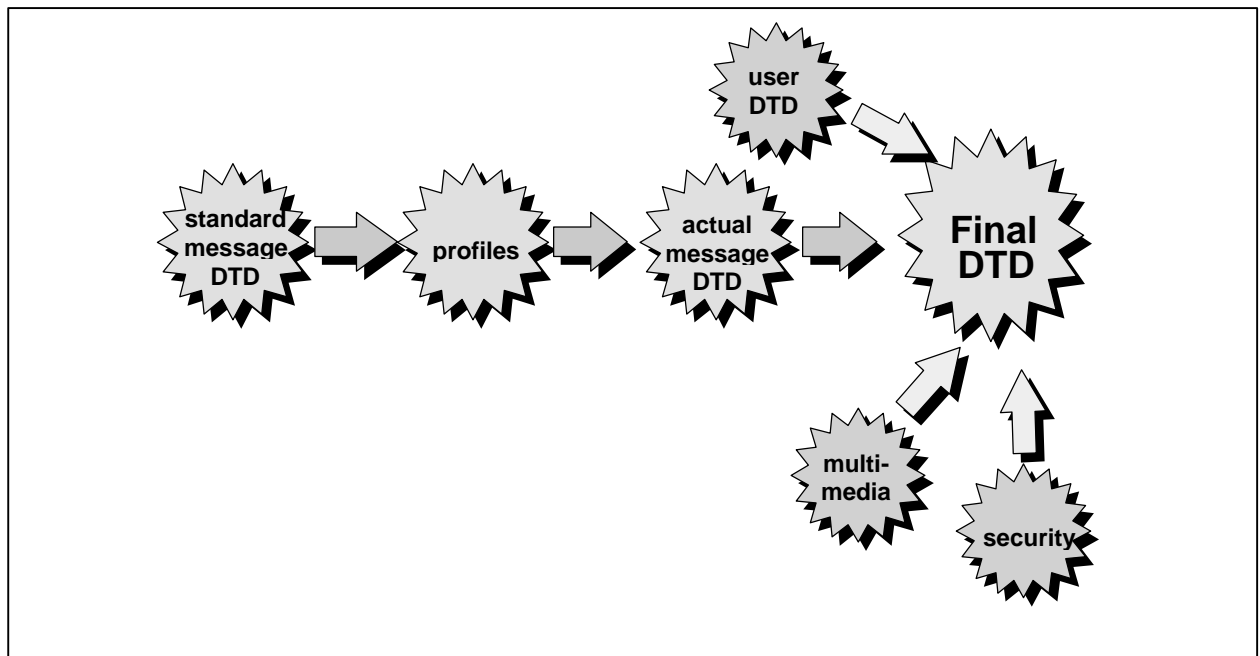 user
DTD
standard
message
DTD
profiles
actual
message
DTD
Final
DTD
multi-
media
security